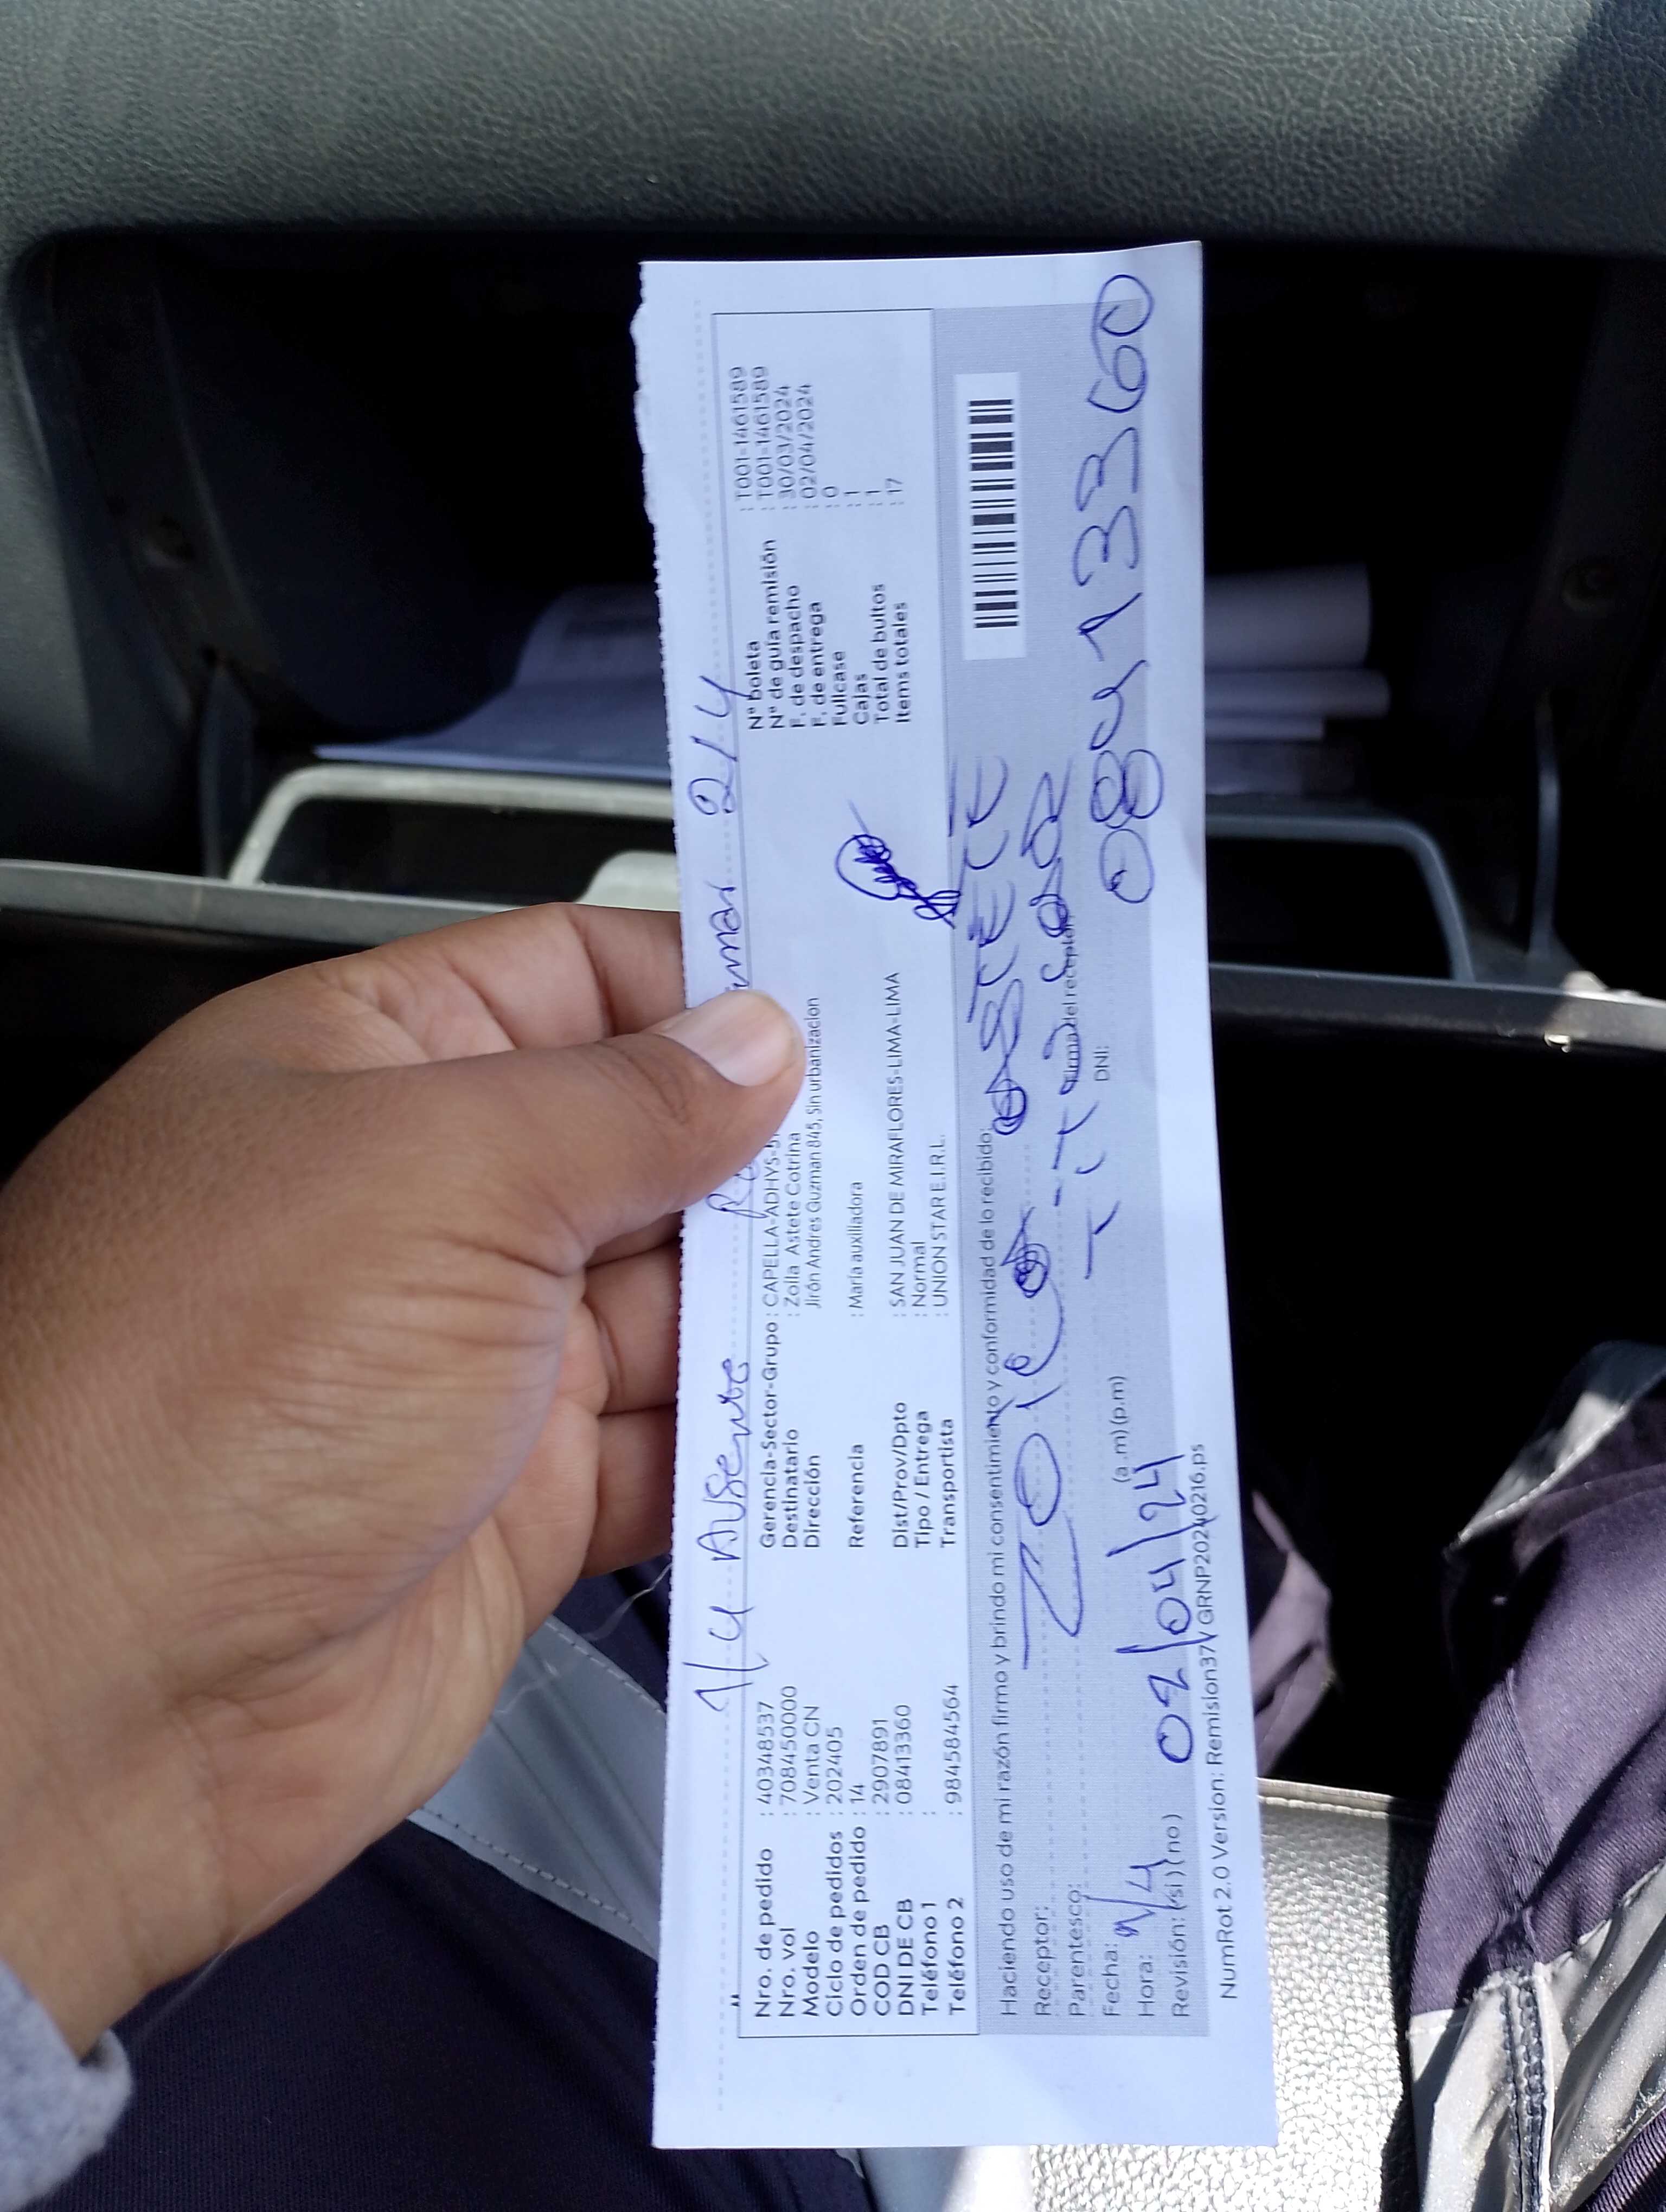 1/4 Ausente 2/4
Nro. de pedido : 40348537
Nro. vol : 708450000
Modelo : Venta CN
Ciclo de pedidos : 202405
Orden de pedido : 14
COD CB : 2907891
DNI DE CB : 08413360
Teléfono 1 :
Teléfono 2 : 984584564
Gerencia-Sector-Grupo : CAPELLA-ADHYS-
Destinatario : Zoila Astete Cotrina
Dirección Jirón Andres Guzman 845, Sin urbanizacion
Referencia : María auxiliadora
Dist/Prov/Dpto : SAN JUAN DE MIRAFLORES-LIMA-LIMA
Tipo / Entrega : Normal
Transportista : UNION STAR E.I.R.L.
N° boleta : T001-1461589
N° de guía remisión : T001-1461589
F. de despacho : 30/03/2024
F. de entrega : 02/04/2024
Fullcase : 0
Cajas : 1
Total de bultos : 1
Items totales : 17
Haciendo uso de mi razón firmo y brindo mi consentimiento y conformidad de lo recibido:
Receptor: ASTETE
Parentesco: Titular
Firma del receptor
Fecha: DNI: 08413360
Hora: (a.m) (p.m)
02/04/24
Revisión: (si) (no)
NumRot 2.0 Version: Remision37 / GRNP20240216.ps